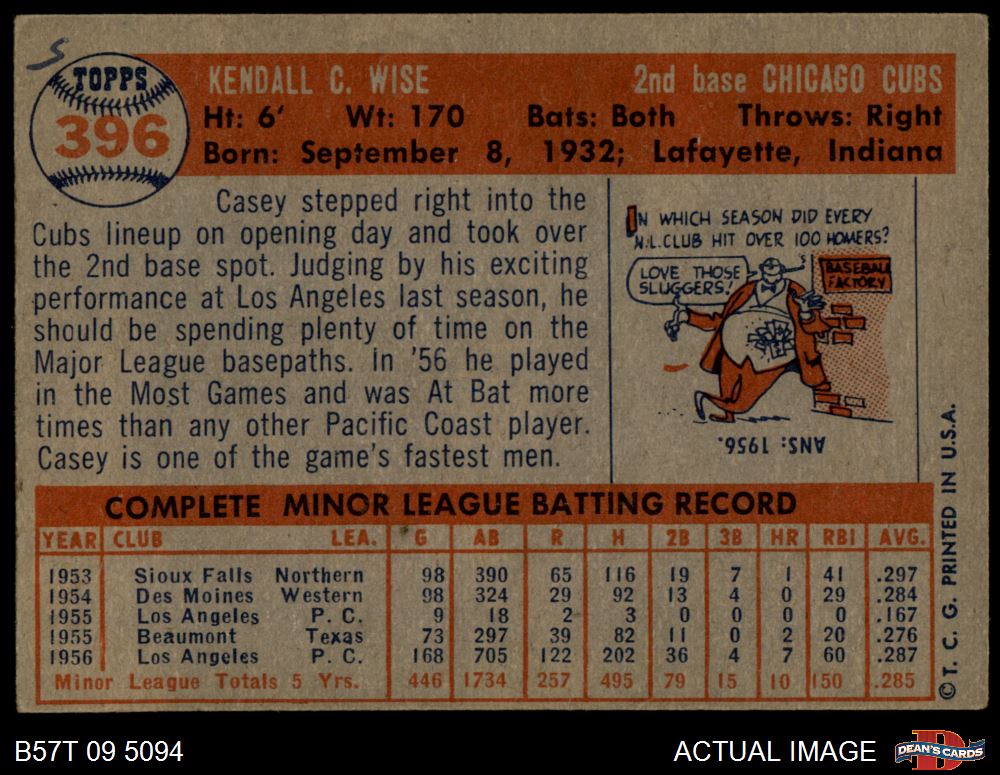 S
TOPPS
396
KENDALL C. WISE 2nd base CHICAGO CUBS
Ht: 6' Wt: 170 Bats: Both Throws: Right
Born: September 8, 1932; Lafayette, Indiana
Casey stepped right into the
Cubs lineup on opening day and took over
the 2nd base spot. Judging by his exciting
performance at Los Angeles last season, he
should be spending plenty of time on the
Major League basepaths. In '56 he played
in the Most Games and was At Bat more
times than any other Pacific Coast player.
Casey is one of the game's fastest men.
IN WHICH SEASON DID EVERY
N.L. CLUB HIT OVER 100 HOMERS?
LOVE THOSE
SLUGGERS!
BASEBALL
FACTORY
ANS: 1956.
COMPLETE MINOR LEAGUE BATTING RECORD
YEAR CLUB LEA. G AB R H 2B 3B HR RBI AVG.
1953 Sioux Falls Northern 98 390 65 116 19 7 1 41 .297
1954 Des Moines Western 98 324 29 92 13 4 0 29 .284
1955 Los Angeles P. C. 9 18 2 3 0 0 0 0 .167
1955 Beaumont Texas 73 297 39 82 11 0 2 20 .276
1956 Los Angeles P. C. 168 705 122 202 36 4 7 60 .287
Minor League Totals 5 Yrs. 446 1734 257 495 79 15 10 150 .285
© T. C. G. PRINTED IN U.S.A.
B57T 09 5094 ACTUAL IMAGE
DEAN'S CARDS